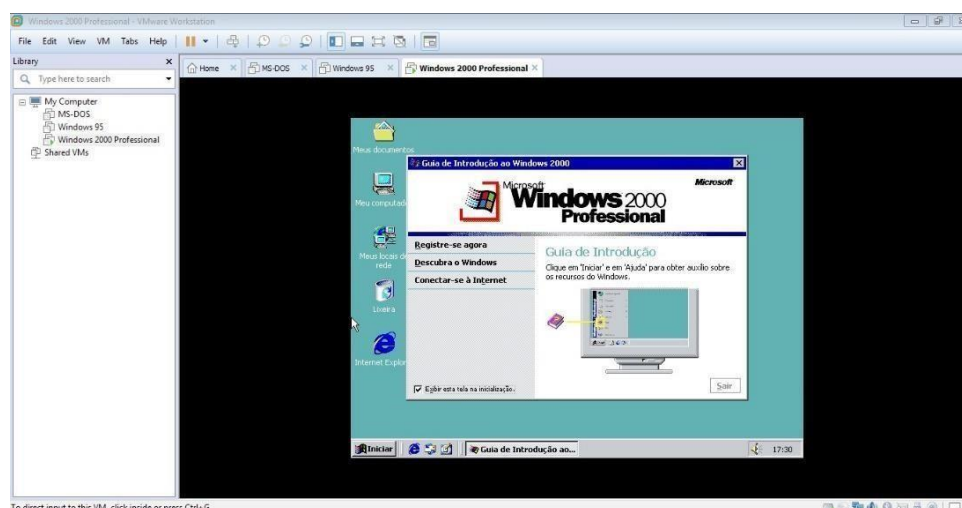 Windows 2000 Professional - VMware Workstation
File Edit View VM Tabs Help
Library
Type here to search
My Computer
MS-DOS
Windows 95
Windows 2000 Professional
Shared VMs
Home
MS-DOS
Windows 95
Windows 2000 Professional
Meus documentos
Meu computad
Meus locais d
rede
Lixeira
Internet Explor
Guia de Introdução ao Windows 2000
Microsoft
Microsoft
Windows 2000
Professional
Registre-se agora
Descubra o Windows
Conectar-se à Internet
Guia de Introdução
Clique em 'Iniciar' e em 'Ajuda' para obter auxílio sobre
os recursos do Windows.
Exibir esta tela na inicialização.
Sair
Iniciar
Guia de Introdução ao...
17:30
To direct input to this VM, click inside or press Ctrl+G.